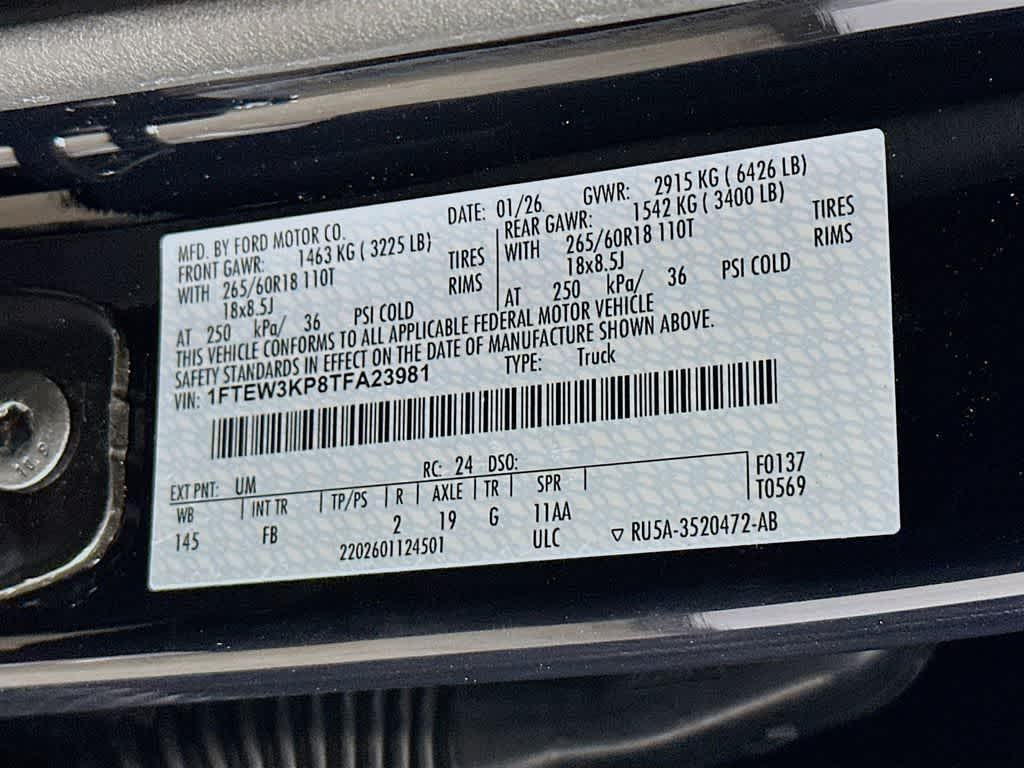 MFD. BY FORD MOTOR CO.
DATE: 01/26 GVWR: 2915 KG ( 6426 LB)
FRONT GAWR: 1463 KG ( 3225 LB)
WITH 265/60R18 110T TIRES
18x8.5J RIMS
AT 250 kPa/ 36 PSI COLD
REAR GAWR: 1542 KG ( 3400 LB)
WITH 265/60R18 110T TIRES
18x8.5J RIMS
AT 250 kPa/ 36 PSI COLD
THIS VEHICLE CONFORMS TO ALL APPLICABLE FEDERAL MOTOR VEHICLE
SAFETY STANDARDS IN EFFECT ON THE DATE OF MANUFACTURE SHOWN ABOVE.
VIN: 1FTEW3KP8TFA23981 TYPE: Truck
EXT PNT: UM RC: 24 DSO:
WB INT TR TP/PS R AXLE TR SPR
145 FB 2 19 G 11AA
F0137
T0569
2202601124501 ULC ▽ RU5A-3520472-AB